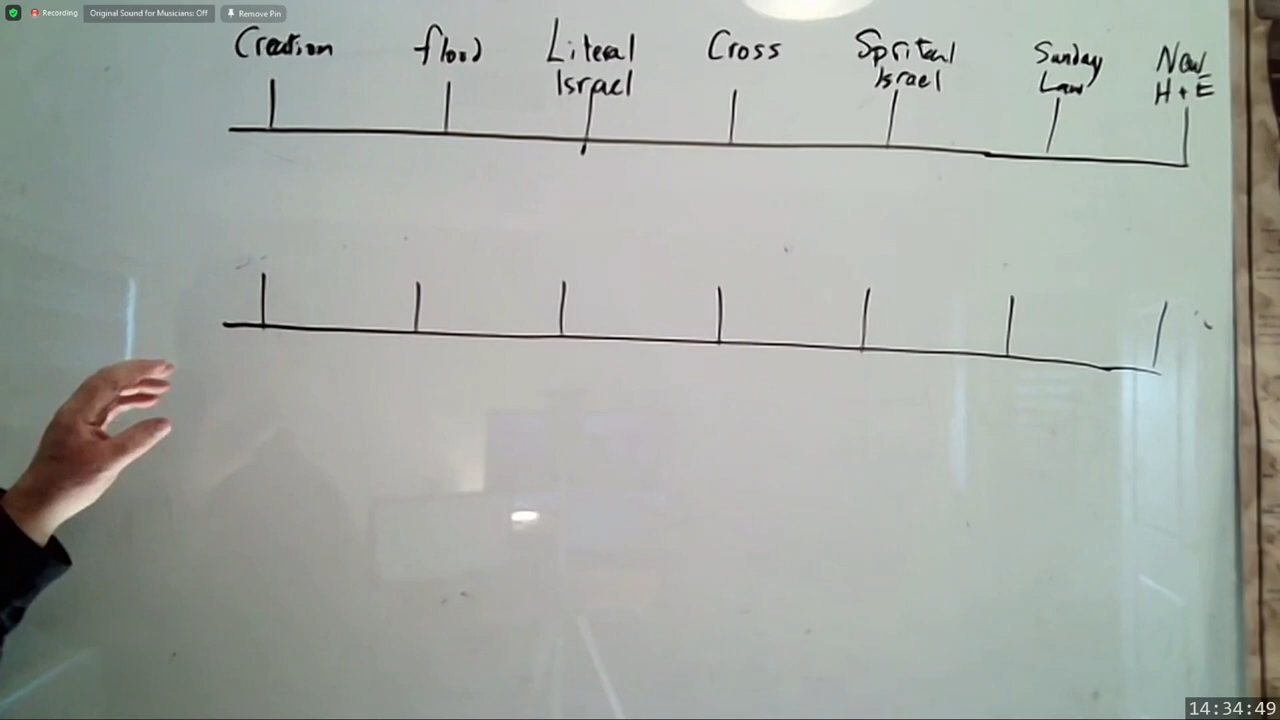 Recording
Original Sound for Musicians: Off
Remove Pin
Creation
flood
Literal
Israel
Cross
Spritual
Israel
Sunday
Law
New
H + E
14:34:49